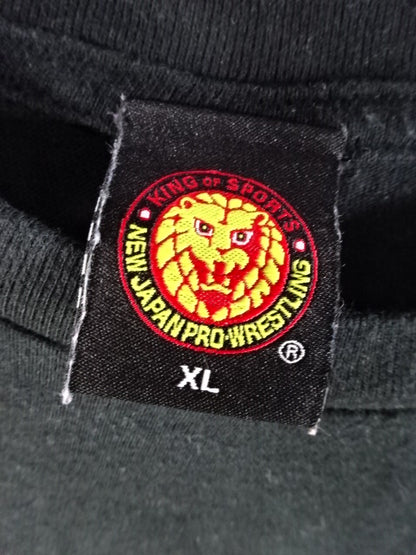 KING OF SPORTS
NEW JAPAN PRO-WRESTLING
®
XL